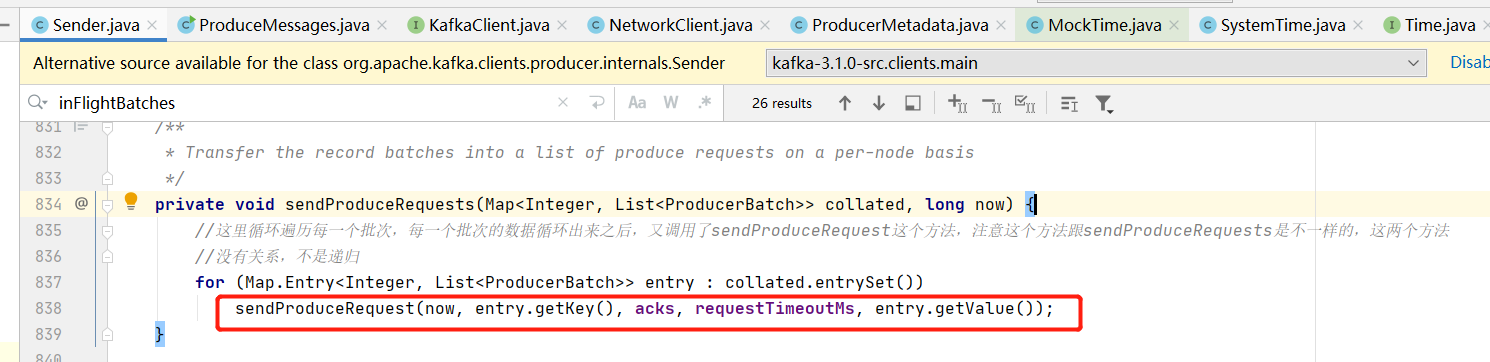 Sender.java ProduceMessages.java KafkaClient.java NetworkClient.java ProducerMetadata.java MockTime.java SystemTime.java Time.java
Alternative source available for the class org.apache.kafka.clients.producer.internals.Sender kafka-3.1.0-src.clients.main Disab
inFlightBatches Aa W .* 26 results
831 /**
832 * Transfer the record batches into a list of produce requests on a per-node basis
833 */
834 @ private void sendProduceRequests(Map<Integer, List<ProducerBatch>> collated, long now) {
835 //这里循环遍历每一个批次，每一个批次的数据循环出来之后，又调用了sendProduceRequest这个方法，注意这个方法跟sendProduceRequests是不一样的，这两个方法
836 //没有关系，不是递归
837 for (Map.Entry<Integer, List<ProducerBatch>> entry : collated.entrySet())
838 sendProduceRequest(now, entry.getKey(), acks, requestTimeoutMs, entry.getValue());
839 }
840